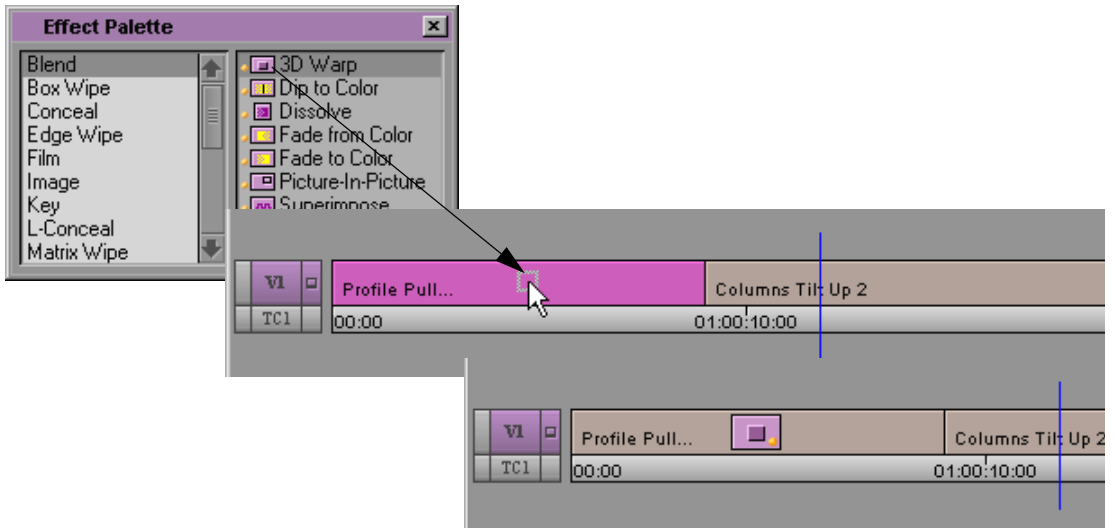 Effect Palette
Blend
Box Wipe
Conceal
Edge Wipe
Film
Image
Key
L-Conceal
Matrix Wipe
3D Warp
Dip to Color
Dissolve
Fade from Color
Fade to Color
Picture-In-Picture
Superimpose
V1
Profile Pull...
Columns Tilt Up 2
TC1
00:00
01:00:10:00
V1
Profile Pull...
Columns Tilt Up 2
TC1
00:00
01:00:10:00